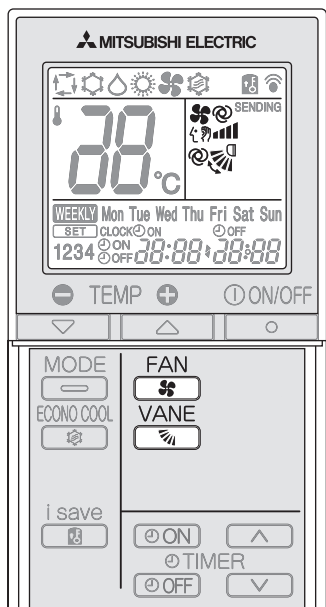 MITSUBISHI ELECTRIC
SENDING
88°C
WEEKLY Mon Tue Wed Thu Fri Sat Sun
SET CLOCK ON OFF
1234 ON OFF 88:88 88:88
TEMP ON/OFF
MODE FAN
ECONO COOL VANE
i save
ON
TIMER
OFF